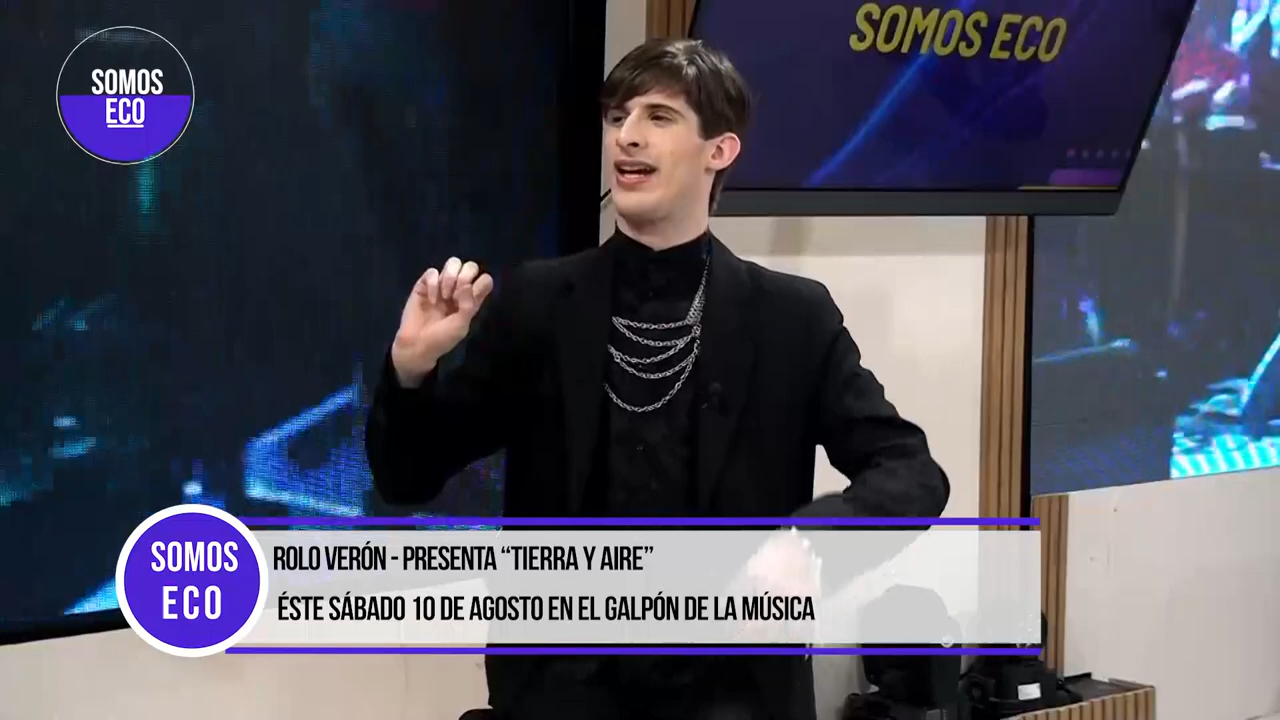 SOMOS
ECO
SOMOS ECO
SOMOS
ECO
ROLO VERÓN - PRESENTA “TIERRA Y AIRE”
ÉSTE SÁBADO 10 DE AGOSTO EN EL GALPÓN DE LA MÚSICA